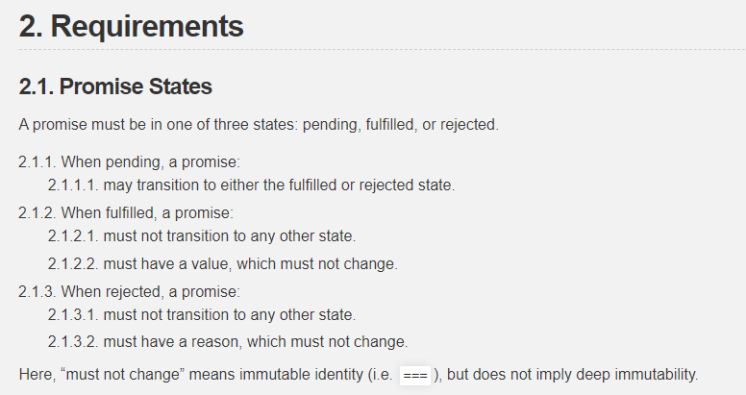 2. Requirements
2.1. Promise States
A promise must be in one of three states: pending, fulfilled, or rejected.
2.1.1. When pending, a promise:
2.1.1.1. may transition to either the fulfilled or rejected state.
2.1.2. When fulfilled, a promise:
2.1.2.1. must not transition to any other state.
2.1.2.2. must have a value, which must not change.
2.1.3. When rejected, a promise:
2.1.3.1. must not transition to any other state.
2.1.3.2. must have a reason, which must not change.
Here, “must not change” means immutable identity (i.e. === ), but does not imply deep immutability.